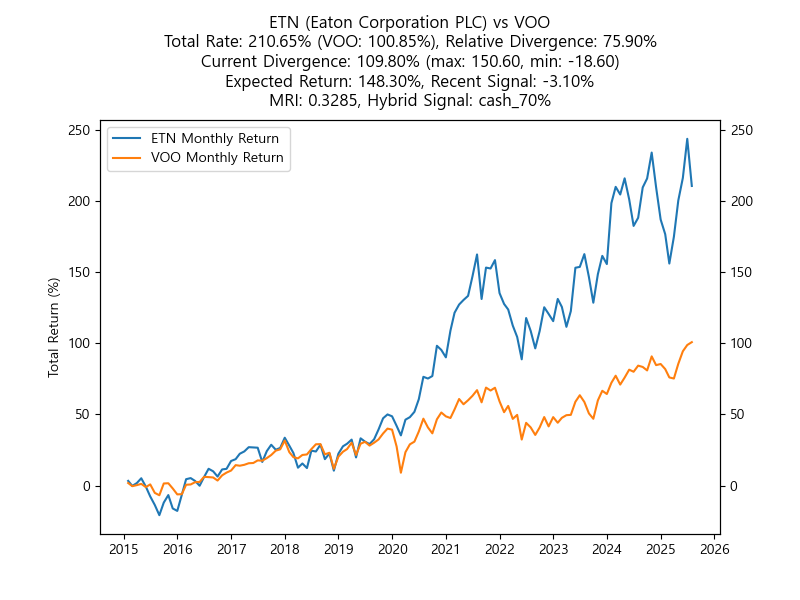 ETN (Eaton Corporation PLC) vs VOO
Total Rate: 210.65% (VOO: 100.85%), Relative Divergence: 75.90%
Current Divergence: 109.80% (max: 150.60, min: -18.60)
Expected Return: 148.30%, Recent Signal: -3.10%
MRI: 0.3285, Hybrid Signal: cash_70%
ETN Monthly Return
VOO Monthly Return
Total Return (%)
250
200
150
100
50
0
250
200
150
100
50
0
2015 2016 2017 2018 2019 2020 2021 2022 2023 2024 2025 2026